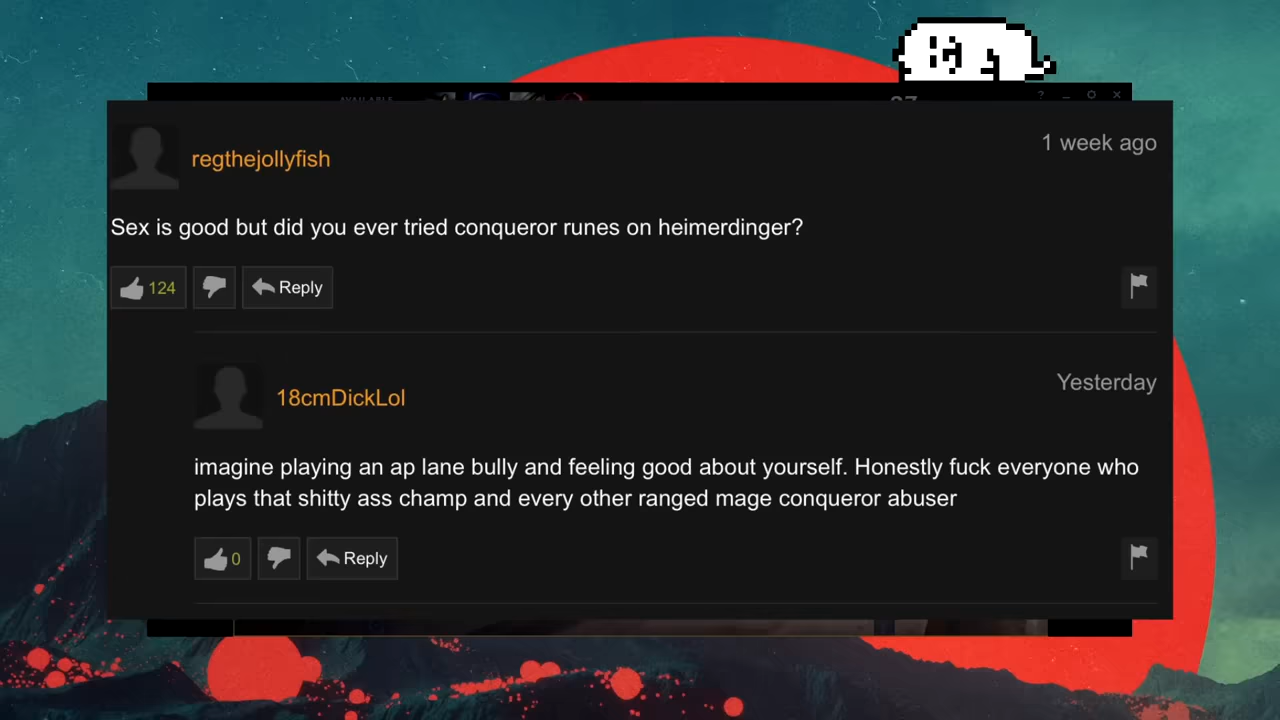 regthejollyfish
1 week ago
Sex is good but did you ever tried conqueror runes on heimerdinger?
124
Reply
18cmDickLol
Yesterday
imagine playing an ap lane bully and feeling good about yourself. Honestly fuck everyone who
plays that shitty ass champ and every other ranged mage conqueror abuser
0
Reply